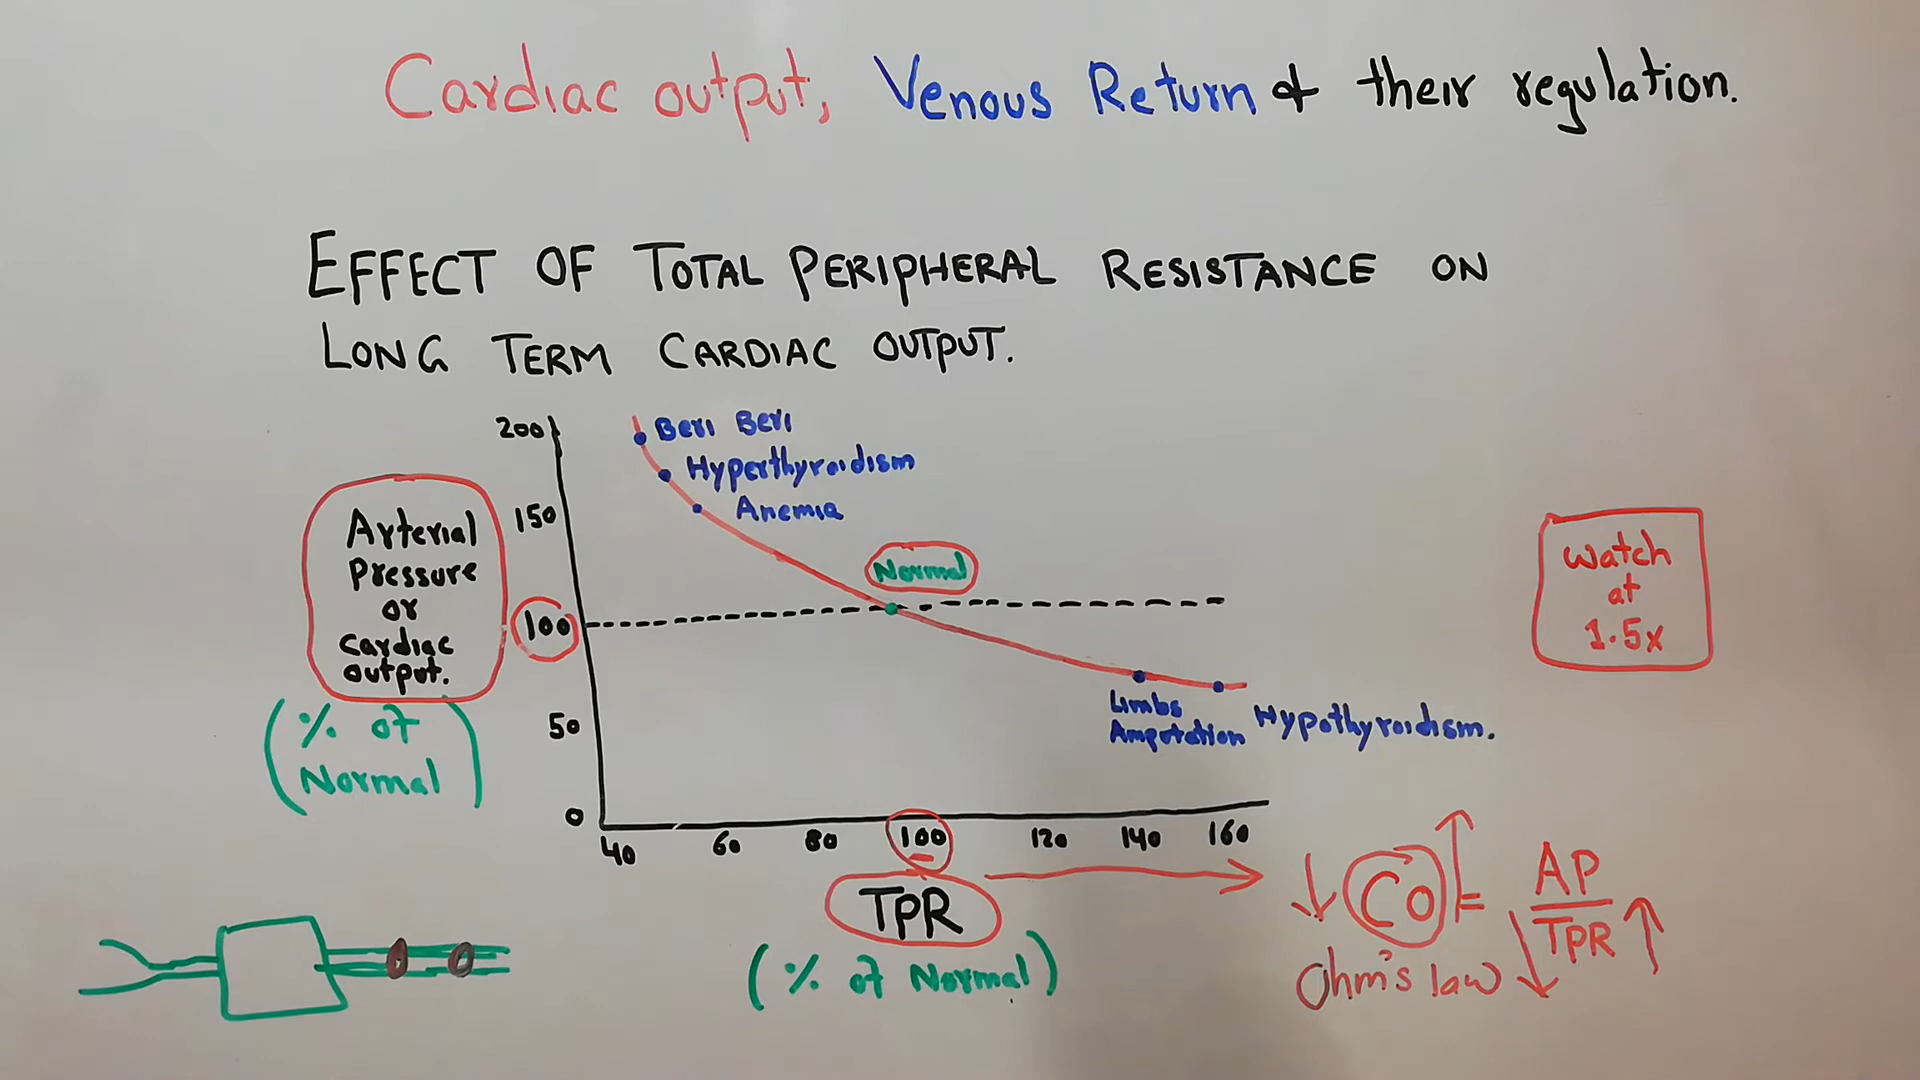 Cardiac output, Venous Return & their regulation.
EFFECT OF TOTAL PERIPHERAL RESISTANCE ON
LONG TERM CARDIAC OUTPUT.
200
150
100
50
0
Arterial
Pressure
or
Cardiac
output.
(% of
Normal)
Beri Beri
Hyperthyroidism
Anemia
Normal
Limbs
Amputation
Hypothyroidism.
40 60 80 100 120 140 160
TPR
(% of Normal)
Watch
at
1.5x
↓ CO ↑ = AP
↓ TPR ↑
Ohm's law